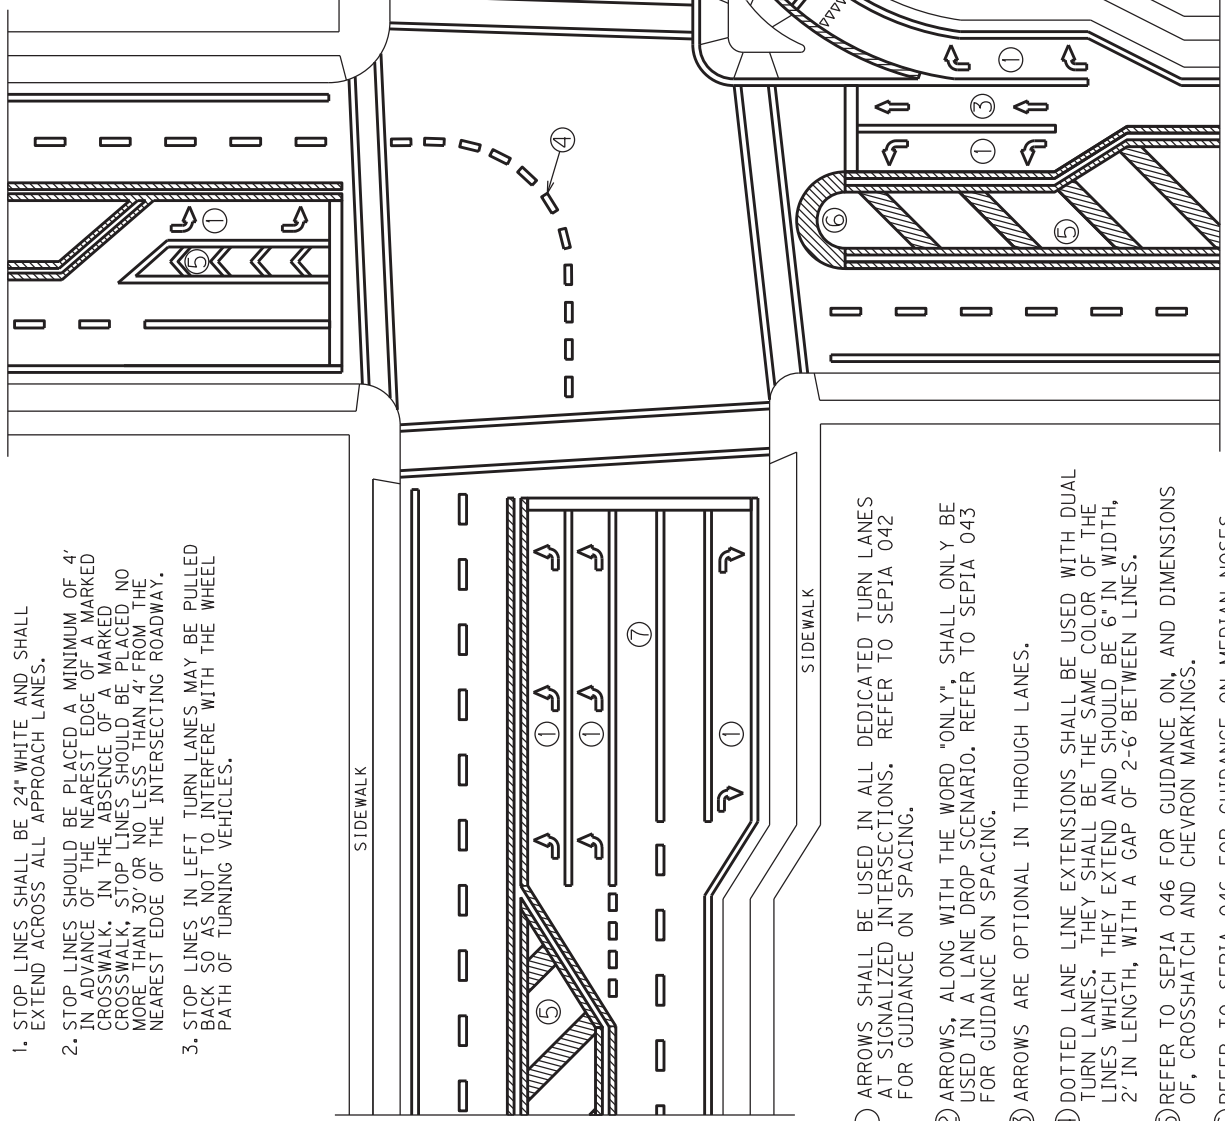 1. STOP LINES SHALL BE 24" WHITE AND SHALL
EXTEND ACROSS ALL APPROACH LANES.
2. STOP LINES SHOULD BE PLACED A MINIMUM OF 4'
IN ADVANCE OF THE NEAREST EDGE OF A MARKED
CROSSWALK. IN THE ABSENCE OF A MARKED
CROSSWALK, STOP LINES SHOULD BE PLACED NO
MORE THAN 30' OR NO LESS THAN 4' FROM THE
NEAREST EDGE OF THE INTERSECTING ROADWAY.
3. STOP LINES IN LEFT TURN LANES MAY BE PULLED
BACK SO AS NOT TO INTERFERE WITH THE WHEEL
PATH OF TURNING VEHICLES.
SIDEWALK
1
5
4
1
3
1
6
5
5
1
1
7
1
SIDEWALK
1 ARROWS SHALL BE USED IN ALL DEDICATED TURN LANES
AT SIGNALIZED INTERSECTIONS. REFER TO SEPIA 042
FOR GUIDANCE ON SPACING.
2 ARROWS, ALONG WITH THE WORD "ONLY", SHALL ONLY BE
USED IN A LANE DROP SCENARIO. REFER TO SEPIA 043
FOR GUIDANCE ON SPACING.
3 ARROWS ARE OPTIONAL IN THROUGH LANES.
4 DOTTED LANE LINE EXTENSIONS SHALL BE USED WITH DUAL
TURN LANES. THEY SHALL BE THE SAME COLOR OF THE
LINES WHICH THEY EXTEND AND SHOULD BE 6" IN WIDTH,
2' IN LENGTH, WITH A GAP OF 2-6' BETWEEN LINES.
5 REFER TO SEPIA 046 FOR GUIDANCE ON, AND DIMENSIONS
OF, CROSSHATCH AND CHEVRON MARKINGS.
REFER TO SEPIA 046 FOR GUIDANCE ON MEDIAN NOSES